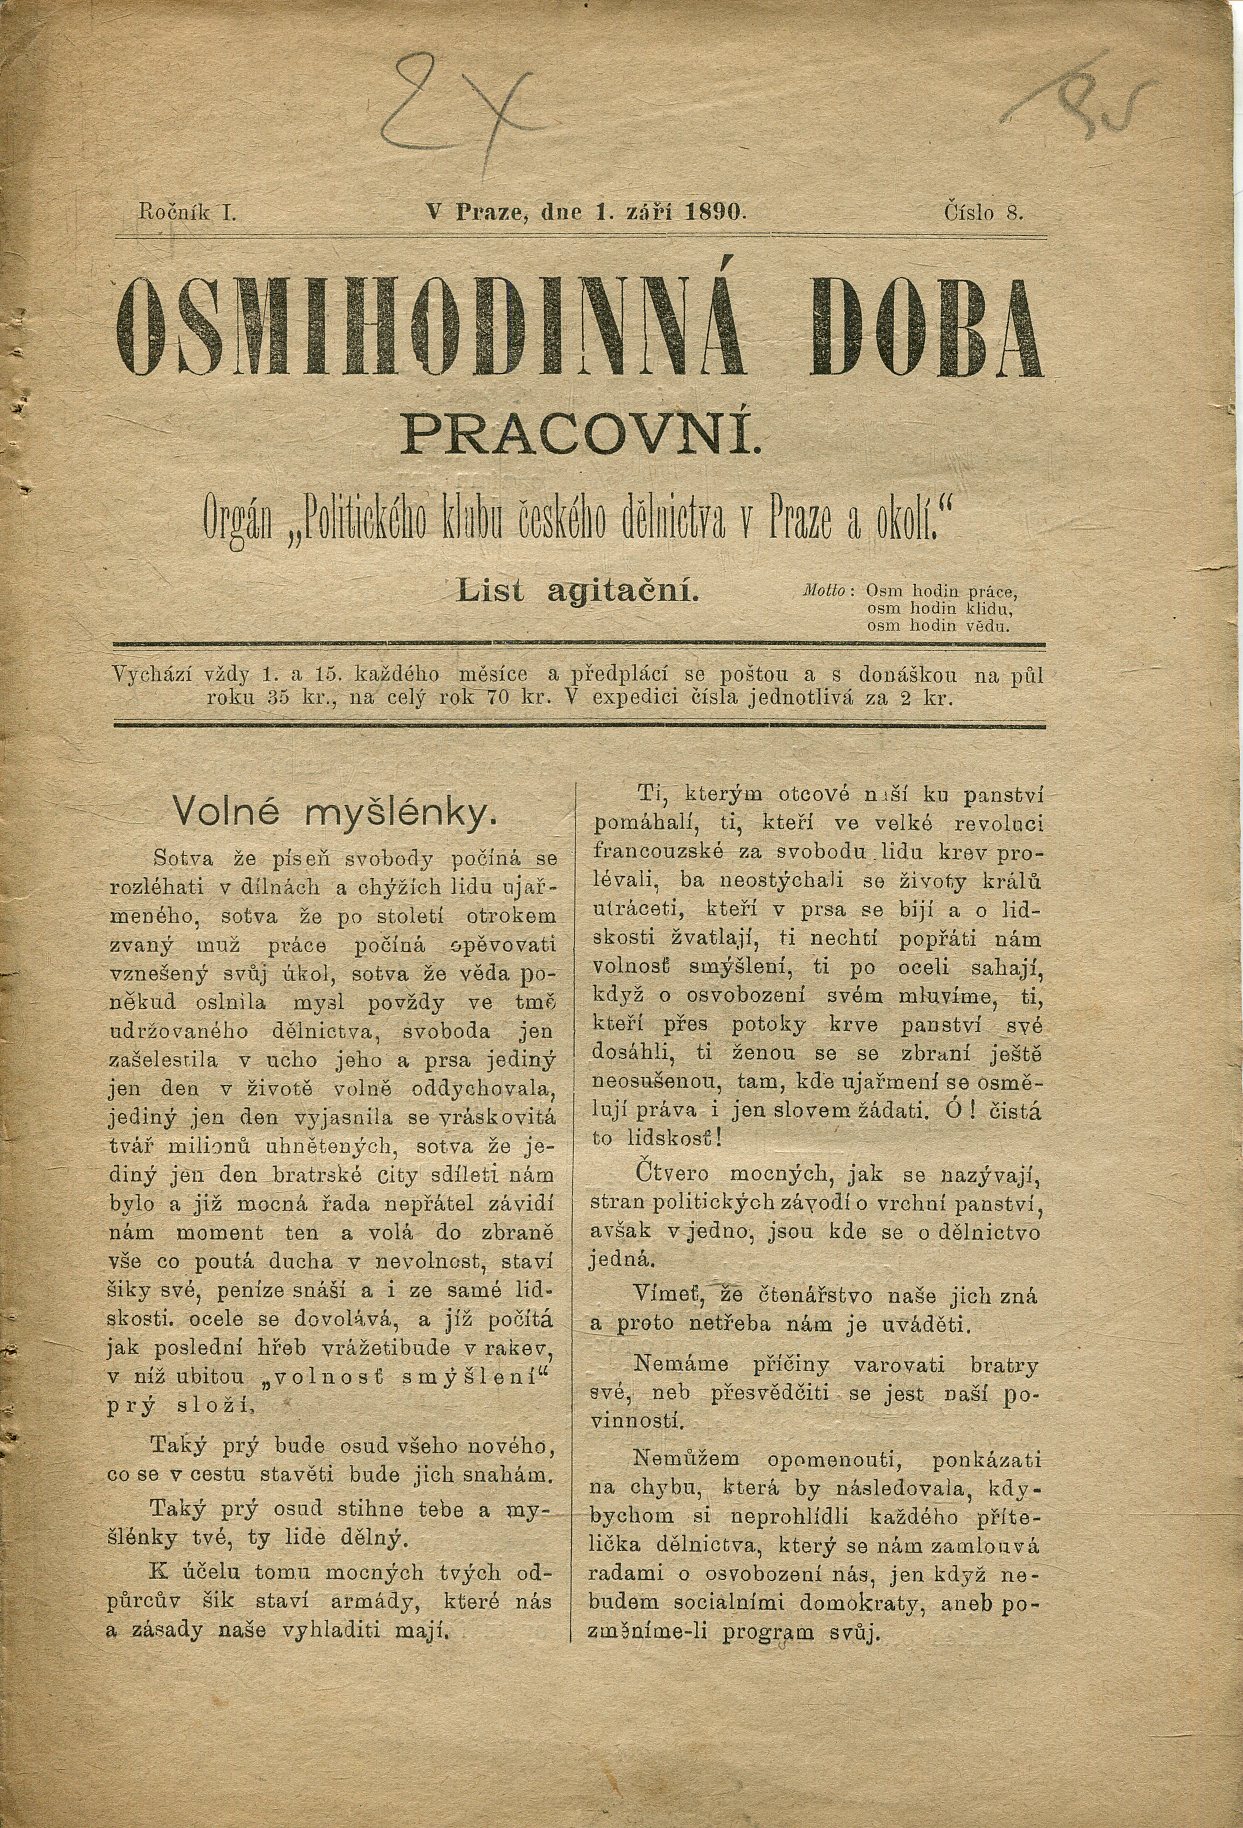 2x
Ročník I.
V Praze, dne 1. září 1890.
Číslo 8.
OSMIHODINNÁ DOBA
PRACOVNÍ.
Orgán „Politického klubu českého dělnictva v Praze a okolí.“
List agitační.
Motto: Osm hodin práce,
osm hodin klidu,
osm hodin vědu.
Vychází vždy 1. a 15. každého měsíce a předplácí se poštou a s donáškou na půl
roku 35 kr., na celý rok 70 kr. V expedici čísla jednotlivá za 2 kr.
Volné myšlénky.
Sotva že píseň svobody počíná se
rozléhati v dílnách a chýžích lidu ujař-
meného, sotva že po století otrokem
zvaný muž práce počíná opěvovati
vznešený svůj úkol, sotva že věda po-
někud oslnila mysl povždy ve tmě
udržovaného dělnictva, svoboda jen
zašelestila v ucho jeho a prsa jediný
jen den v životě volně oddychovala,
jediný jen den vyjasnila se vráskovitá
tvář milionů uhnětených, sotva že je-
diný jen den bratrské city sdíleti nám
bylo a již mocná řada nepřátel závidí
nám moment ten a volá do zbraně
vše co poutá ducha v nevolnost, staví
šiky své, peníze snáší a i ze samé lid-
skosti. ocele se dovolává, a jíž počítá
jak poslední hřeb vrážetibude v rakev,
v níž ubitou „volnosť smýšlení“
prý složí.
Taký prý bude osud všeho nového,
co se v cestu stavěti bude jich snahám.
Taký prý osud stihne tebe a my-
šlénky tvé, ty lide dělný.
K účelu tomu mocných tvých od-
půrcův šik staví armády, které nás
a zásady naše vyhladiti mají.
Ti, kterým otcové naší ku panství
pomáhalí, ti, kteří ve velké revoluci
francouzské za svobodu lidu krev pro-
lévali, ba neostýchali se životy králů
utráceti, kteří v prsa se bijí a o lid-
skosti žvatlají, ti nechtí popřáti nám
volnosť smýšlení, ti po oceli sahají,
když o osvobození svém mluvíme, ti,
kteří přes potoky krve panství své
dosáhli, ti ženou se se zbraní ještě
neosušenou, tam, kde ujařmení se osmě-
lují práva i jen slovem žádati. Ó! čistá
to lidskosť!
Čtvero mocných, jak se nazývají,
stran politických závodí o vrchní panství,
avšak v jedno, jsou kde se o dělnictvo
jedná.
Vímeť, že čtenářstvo naše jich zná
a proto netřeba nám je uváděti.
Nemáme příčiny varovati bratry
své, neb přesvědčiti se jest naší po-
vinností.
Nemůžem opomenouti, ponkázati
na chybu, která by následovala, kdy-
bychom si neprohlídli každého příte-
lička dělnictva, který se nám zamlouvá
radami o osvobození nás, jen když ne-
budem socialními domokraty, aneb po-
změníme-li program svůj.